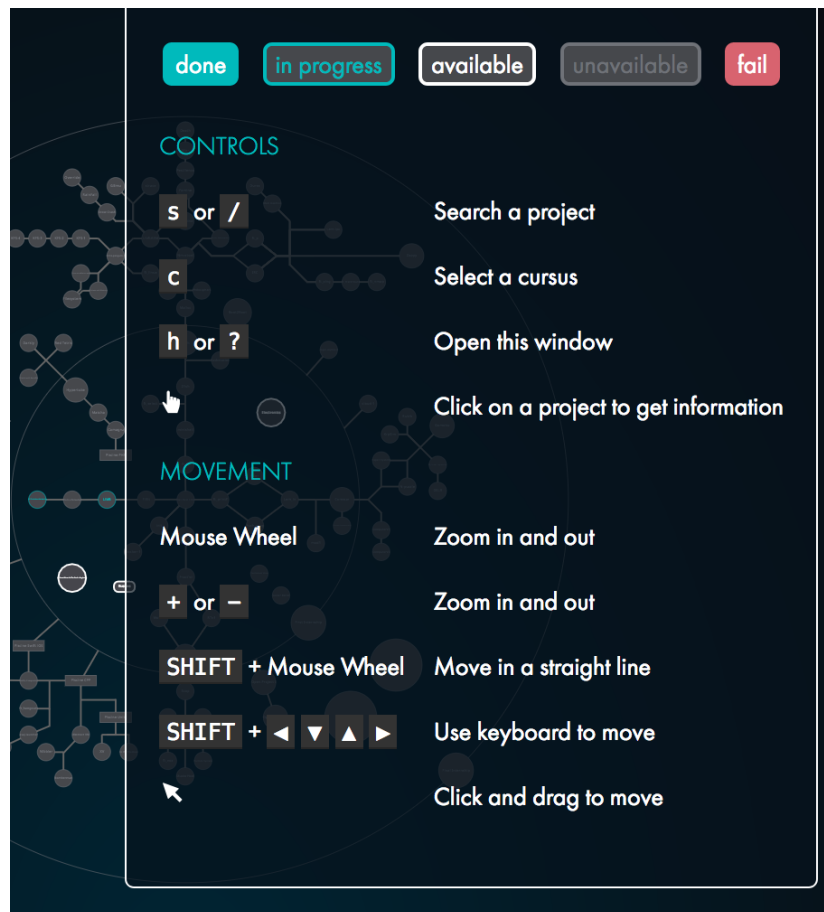 done in progress available unavailable fail
CONTROLS
s or / Search a project
c Select a cursus
h or ? Open this window
Click on a project to get information
MOVEMENT
Mouse Wheel Zoom in and out
+ or − Zoom in and out
SHIFT + Mouse Wheel Move in a straight line
SHIFT + ◀ ▼ ▲ ▶ Use keyboard to move
Click and drag to move